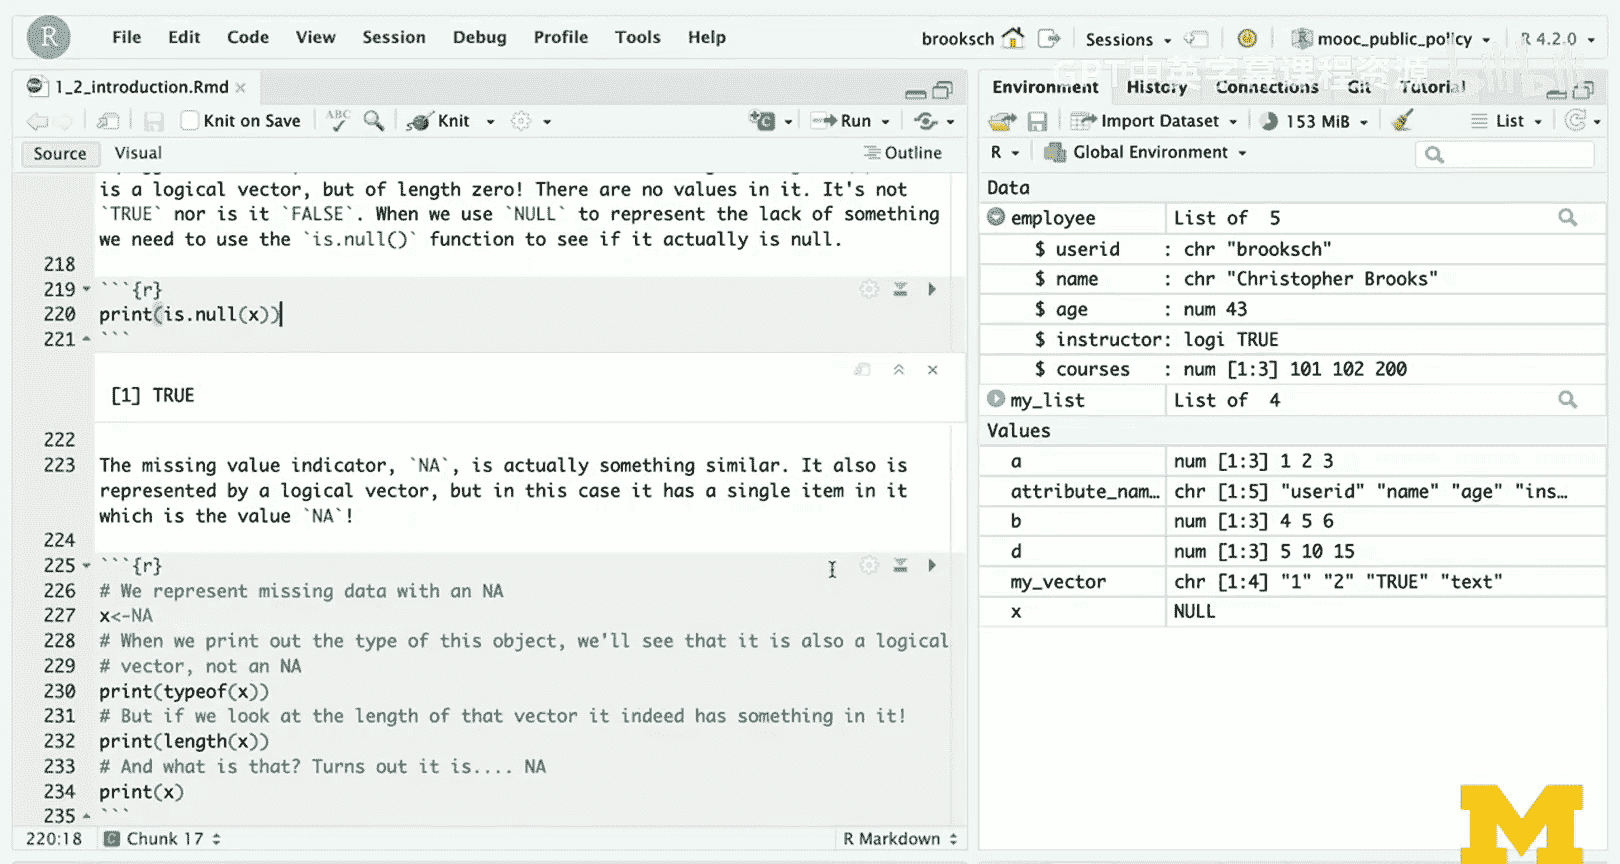 File Edit Code View Session Debug Profile Tools Help
brooksch Sessions mooc_public_policy R 4.2.0
GPT中英字幕课程资源 bilibili
1_2_introduction.Rmd
Knit on Save ABC Knit Run
Source Visual Outline
is a logical vector, but of length zero! There are no values in it. It's not
`TRUE` nor is it `FALSE`. When we use `NULL` to represent the lack of something
we need to use the `is.null()` function to see if it actually is null.
218
219 ```{r}
220 print(is.null(x))
221 ```
[1] TRUE
222
223 The missing value indicator, `NA`, is actually something similar. It also is
represented by a logical vector, but in this case it has a single item in it
which is the value `NA`!
224
225 ```{r}
226 # We represent missing data with an NA
227 x<-NA
228 # When we print out the type of this object, we'll see that it is also a logical
229 # vector, not an NA
230 print(typeof(x))
231 # But if we look at the length of that vector it indeed has something in it!
232 print(length(x))
233 # And what is that? Turns out it is.... NA
234 print(x)
235 ```
220:18 C Chunk 17 R Markdown
Environment History Connections Git Tutorial
Import Dataset 153 MiB List
R Global Environment
Data
employee List of 5
$ userid : chr "brooksch"
$ name : chr "Christopher Brooks"
$ age : num 43
$ instructor: logi TRUE
$ courses : num [1:3] 101 102 200
my_list List of 4
Values
a num [1:3] 1 2 3
attribute_nam… chr [1:5] "userid" "name" "age" "ins…
b num [1:3] 4 5 6
d num [1:3] 5 10 15
my_vector chr [1:4] "1" "2" "TRUE" "text"
x NULL
M